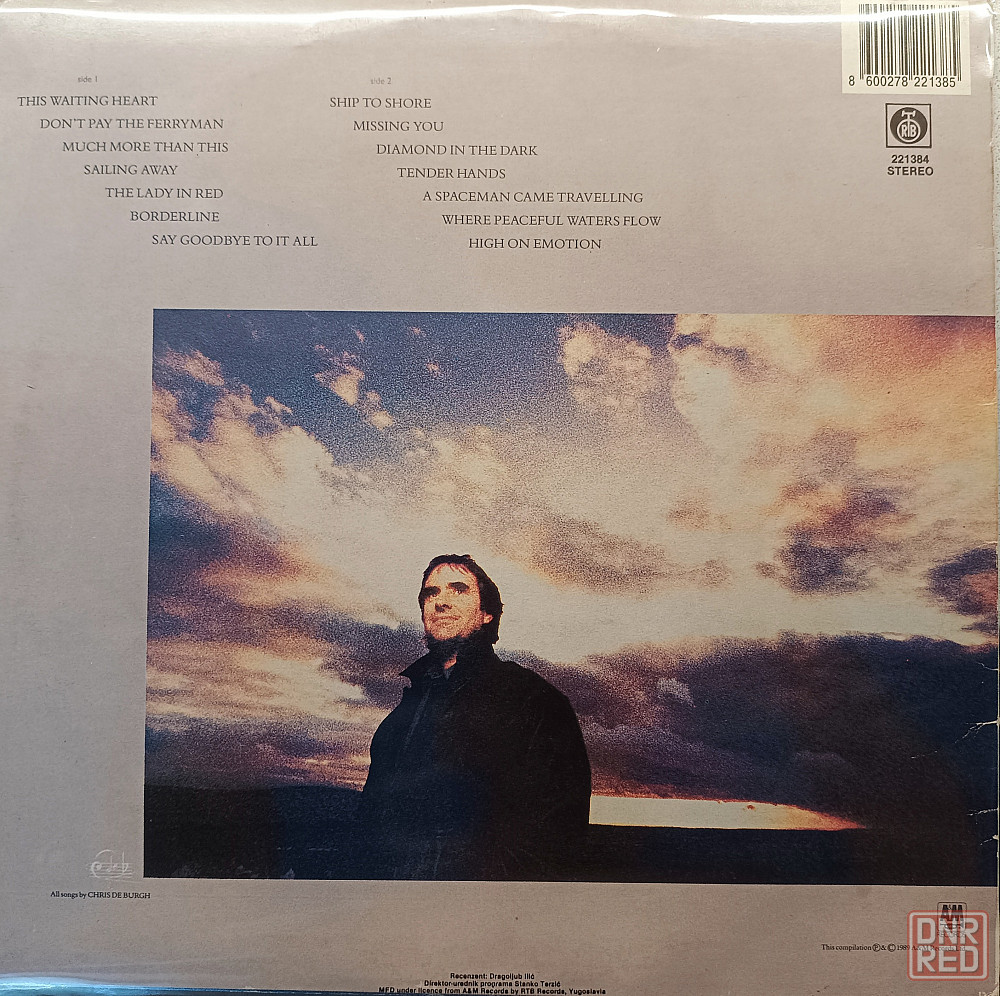 side 1
THIS WAITING HEART
DON'T PAY THE FERRYMAN
MUCH MORE THAN THIS
SAILING AWAY
THE LADY IN RED
BORDERLINE
SAY GOODBYE TO IT ALL
side 2
SHIP TO SHORE
MISSING YOU
DIAMOND IN THE DARK
TENDER HANDS
A SPACEMAN CAME TRAVELLING
WHERE PEACEFUL WATERS FLOW
HIGH ON EMOTION
8 600278 221385
RTB
221384
STEREO
All songs by CHRIS DE BURGH
A&M
This compilation Ⓟ & © 1989 A&M Records
DNR
RED
Recenzent: Dragoljub Ilić
Direktor-urednik programa Stanko Terzić
MFD under licence from A&M Records by RTB Records, Yugoslavia